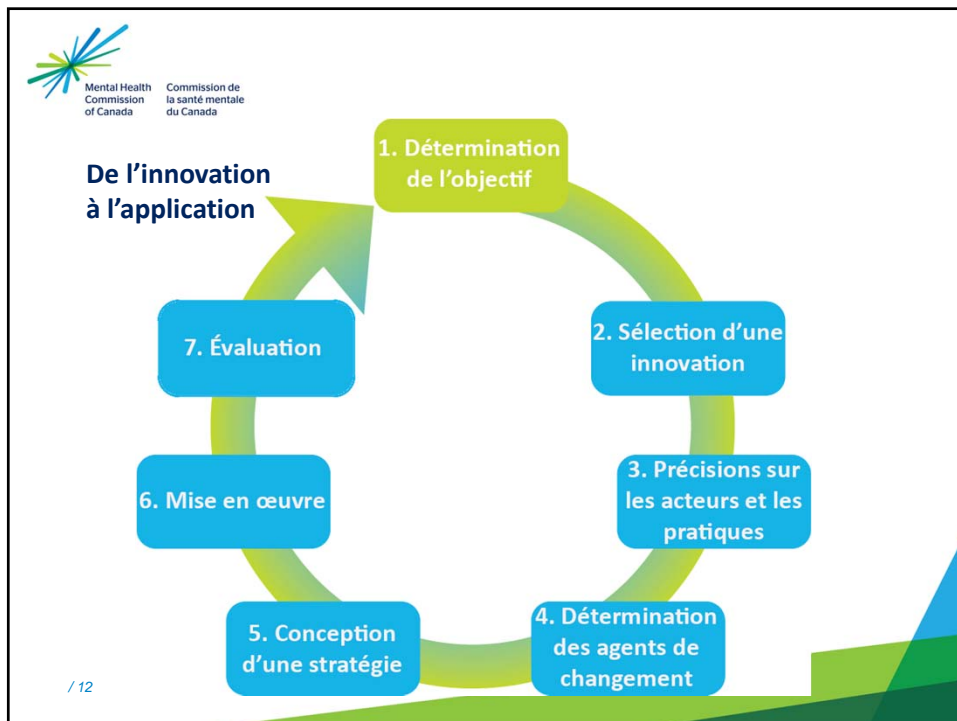 Mental Health
Commission
of Canada
Commission de
la santé mentale
du Canada
De l'innovation
à l'application
1. Détermination
de l'objectif
2. Sélection d'une
innovation
3. Précisions sur
les acteurs et les
pratiques
4. Détermination
des agents de
changement
5. Conception
d'une stratégie
6. Mise en œuvre
7. Évaluation
/ 12